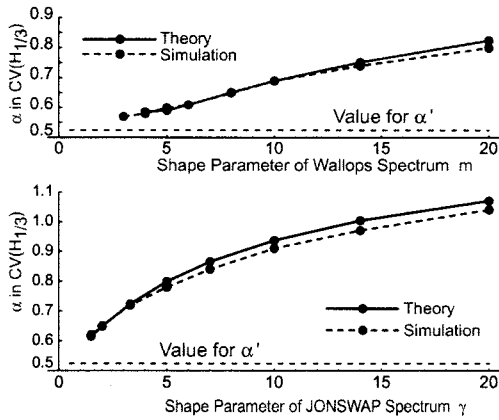 0.9
0.8
0.7
0.6
0.5
α in CV(H1/3)
Theory
Simulation
Value for α'
0 5 10 15 20
Shape Parameter of Wallops Spectrum m
1.1
1.0
0.9
0.8
0.7
0.6
0.5
α in CV(H1/3)
Theory
Simulation
Value for α'
0 5 10 15 20
Shape Parameter of JONSWAP Spectrum γ